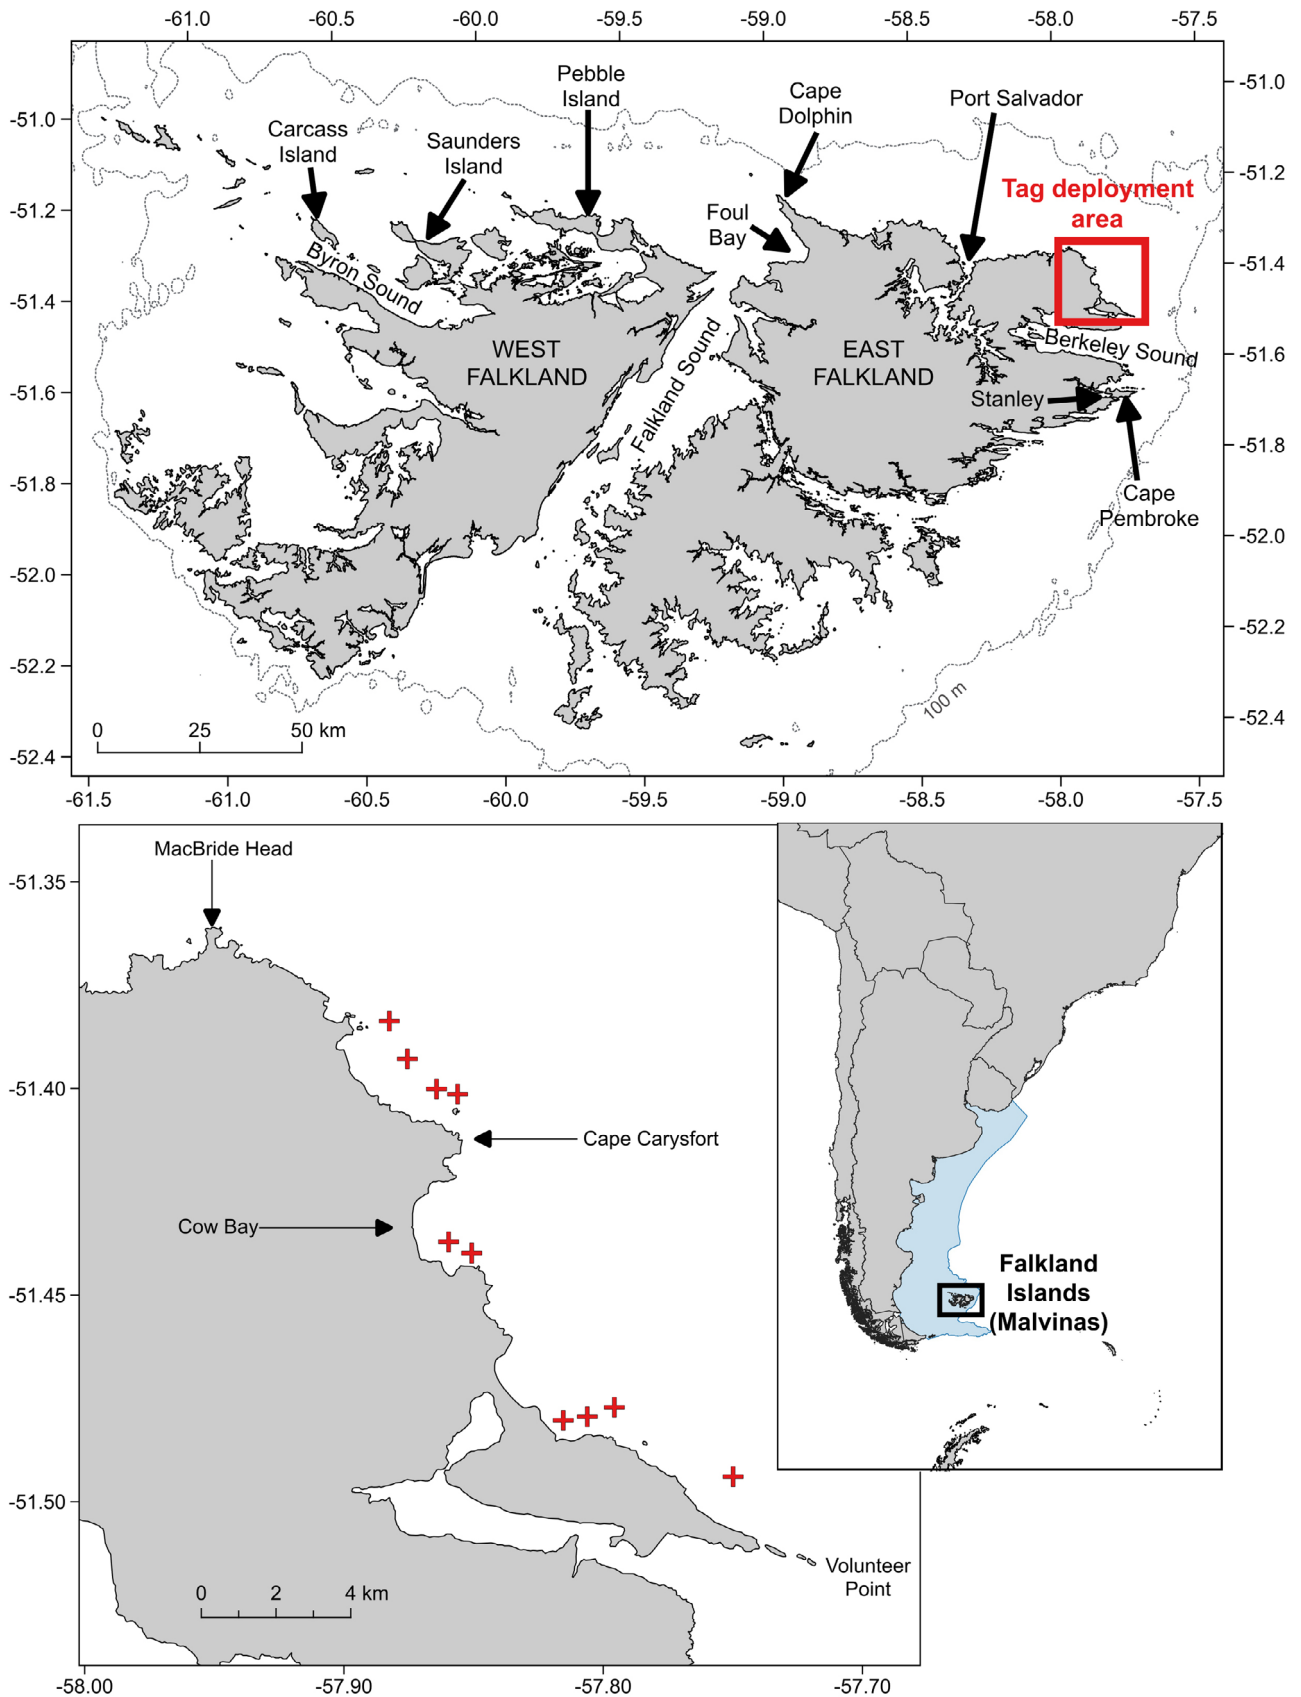 -61.0 -60.5 -60.0 -59.5 -59.0 -58.5 -58.0 -57.5
Pebble
Island
Cape
Dolphin
Port Salvador
Carcass
Island
Saunders
Island
Tag deployment
area
Foul
Bay
Byron Sound
WEST
FALKLAND
Falkland Sound
EAST
FALKLAND
Berkeley Sound
Stanley
Cape
Pembroke
100 m
0 25 50 km
-51.0
-51.2
-51.4
-51.6
-51.8
-52.0
-52.2
-52.4
-51.0
-51.2
-51.4
-51.6
-51.8
-52.0
-52.2
-52.4
-61.5 -61.0 -60.5 -60.0 -59.5 -59.0 -58.5 -58.0 -57.5
MacBride Head
Cape Carysfort
Cow Bay
Volunteer
Point
0 2 4 km
-51.35
-51.40
-51.45
-51.50
-58.00 -57.90 -57.80 -57.70
Falkland
Islands
(Malvinas)